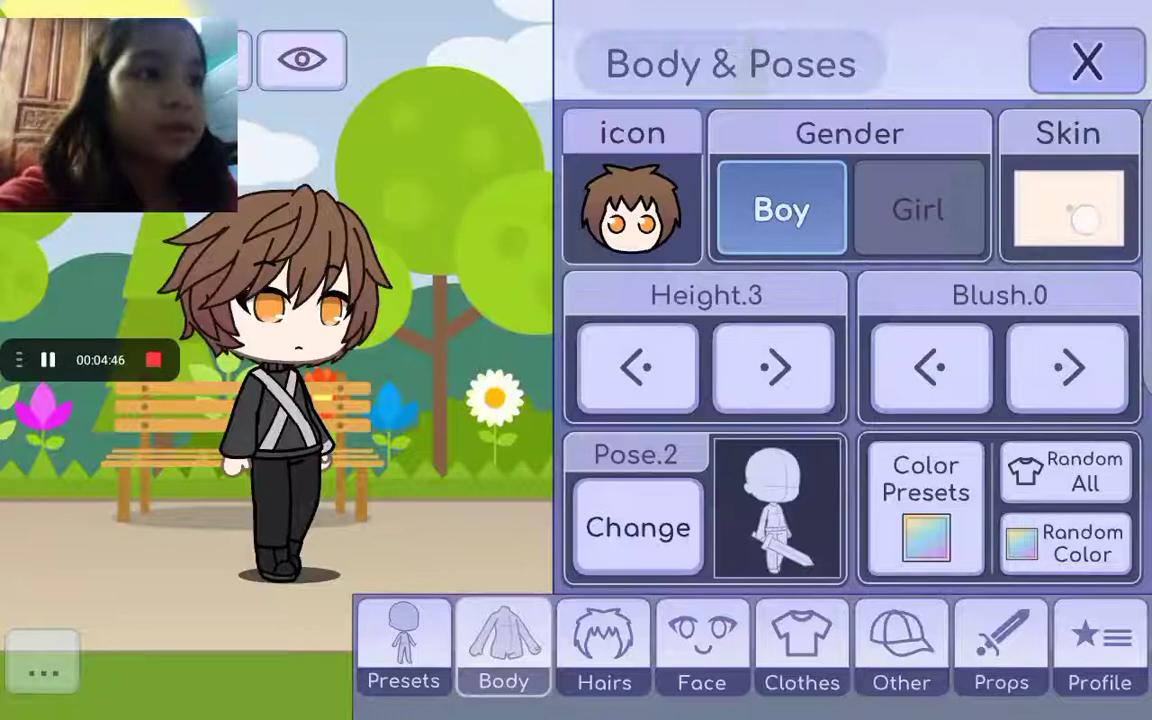 Body & Poses
X
icon
Gender
Skin
Boy
Girl
Height.3
Blush.0
00:04:46
Pose.2
Change
Color
Presets
Random
All
Random
Color
...
Presets
Body
Hairs
Face
Clothes
Other
Props
Profile